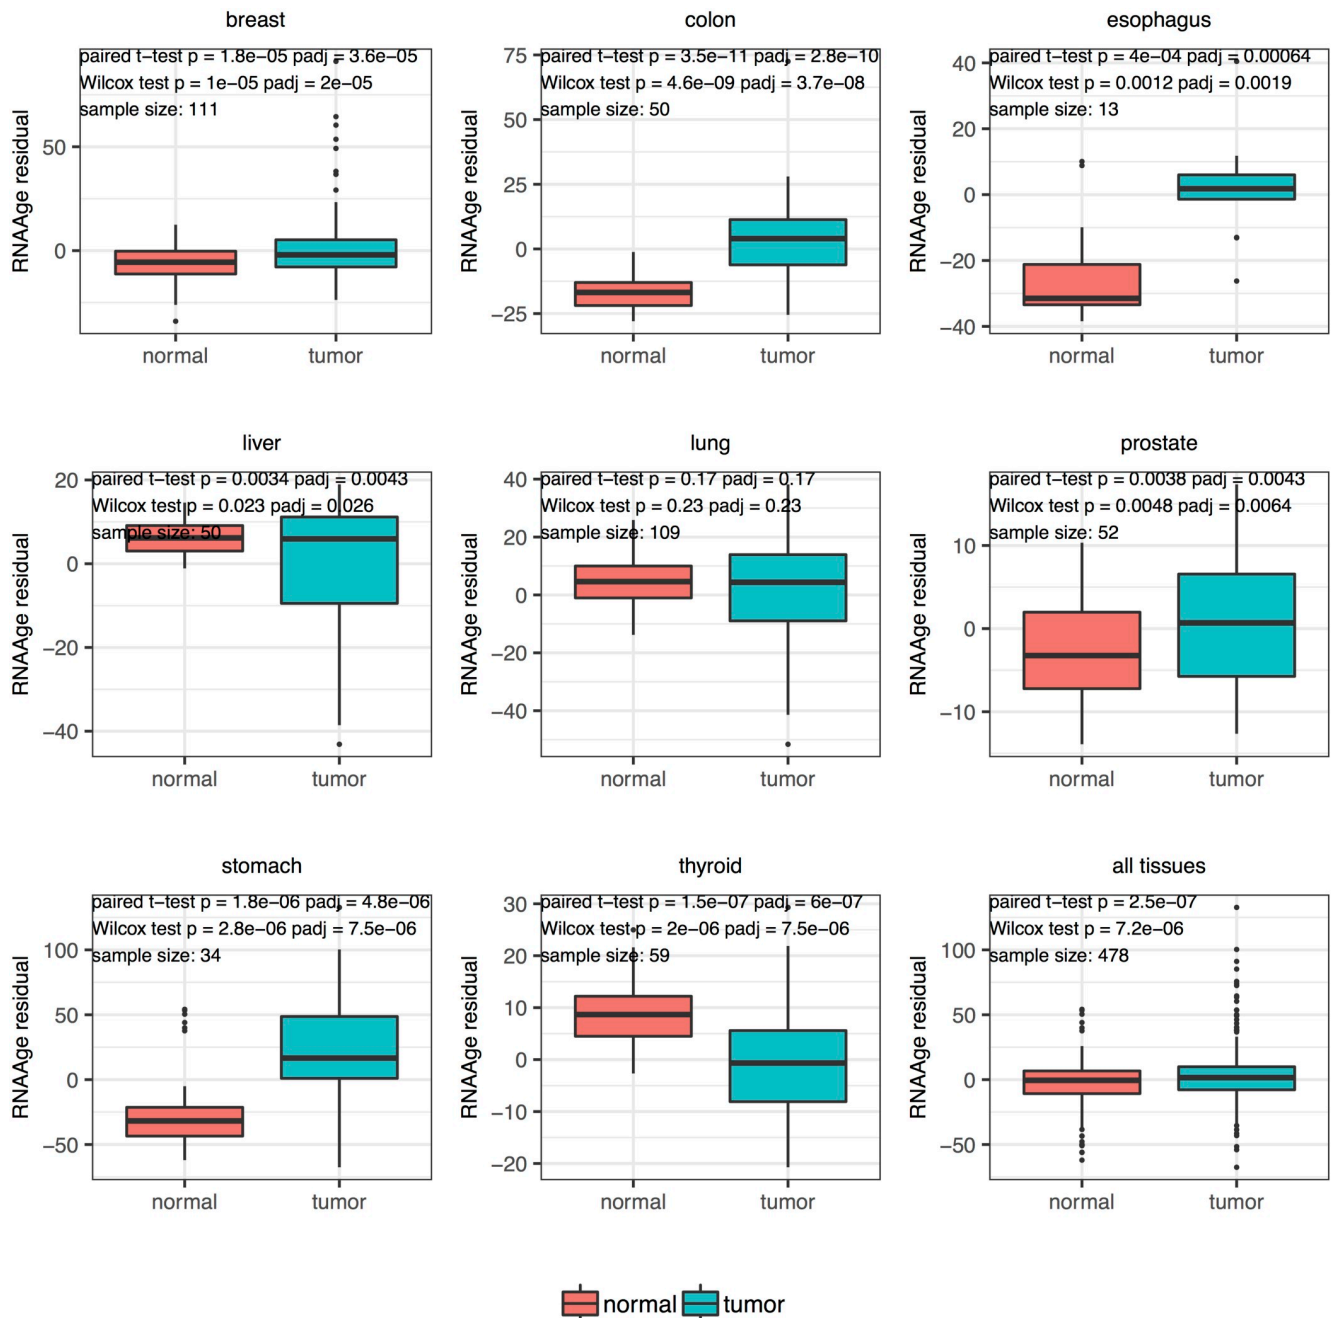 breast
paired t−test p = 1.8e−05 padj = 3.6e−05
Wilcox test p = 1e−05 padj = 2e−05
sample size: 111
RNAAge residual
50
0
normal
tumor
colon
paired t−test p = 3.5e−11 padj = 2.8e−10
Wilcox test p = 4.6e−09 padj = 3.7e−08
sample size: 50
RNAAge residual
75
50
25
0
−25
normal
tumor
esophagus
paired t−test p = 4e−04 padj = 0.00064
Wilcox test p = 0.0012 padj = 0.0019
sample size: 13
RNAAge residual
40
20
0
−20
−40
normal
tumor
liver
paired t−test p = 0.0034 padj = 0.0043
Wilcox test p = 0.023 padj = 0.026
sample size: 50
RNAAge residual
20
0
−20
−40
normal
tumor
lung
paired t−test p = 0.17 padj = 0.17
Wilcox test p = 0.23 padj = 0.23
sample size: 109
RNAAge residual
40
20
0
−20
−40
normal
tumor
prostate
paired t−test p = 0.0038 padj = 0.0043
Wilcox test p = 0.0048 padj = 0.0064
sample size: 52
RNAAge residual
10
0
−10
normal
tumor
stomach
paired t−test p = 1.8e−06 padj = 4.8e−06
Wilcox test p = 2.8e−06 padj = 7.5e−06
sample size: 34
RNAAge residual
100
50
0
−50
normal
tumor
thyroid
paired t−test p = 1.5e−07 padj = 6e−07
Wilcox test p = 2e−06 padj = 7.5e−06
sample size: 59
RNAAge residual
30
20
10
0
−10
−20
normal
tumor
all tissues
paired t−test p = 2.5e−07
Wilcox test p = 7.2e−06
sample size: 478
RNAAge residual
100
50
0
−50
normal
tumor
normal tumor